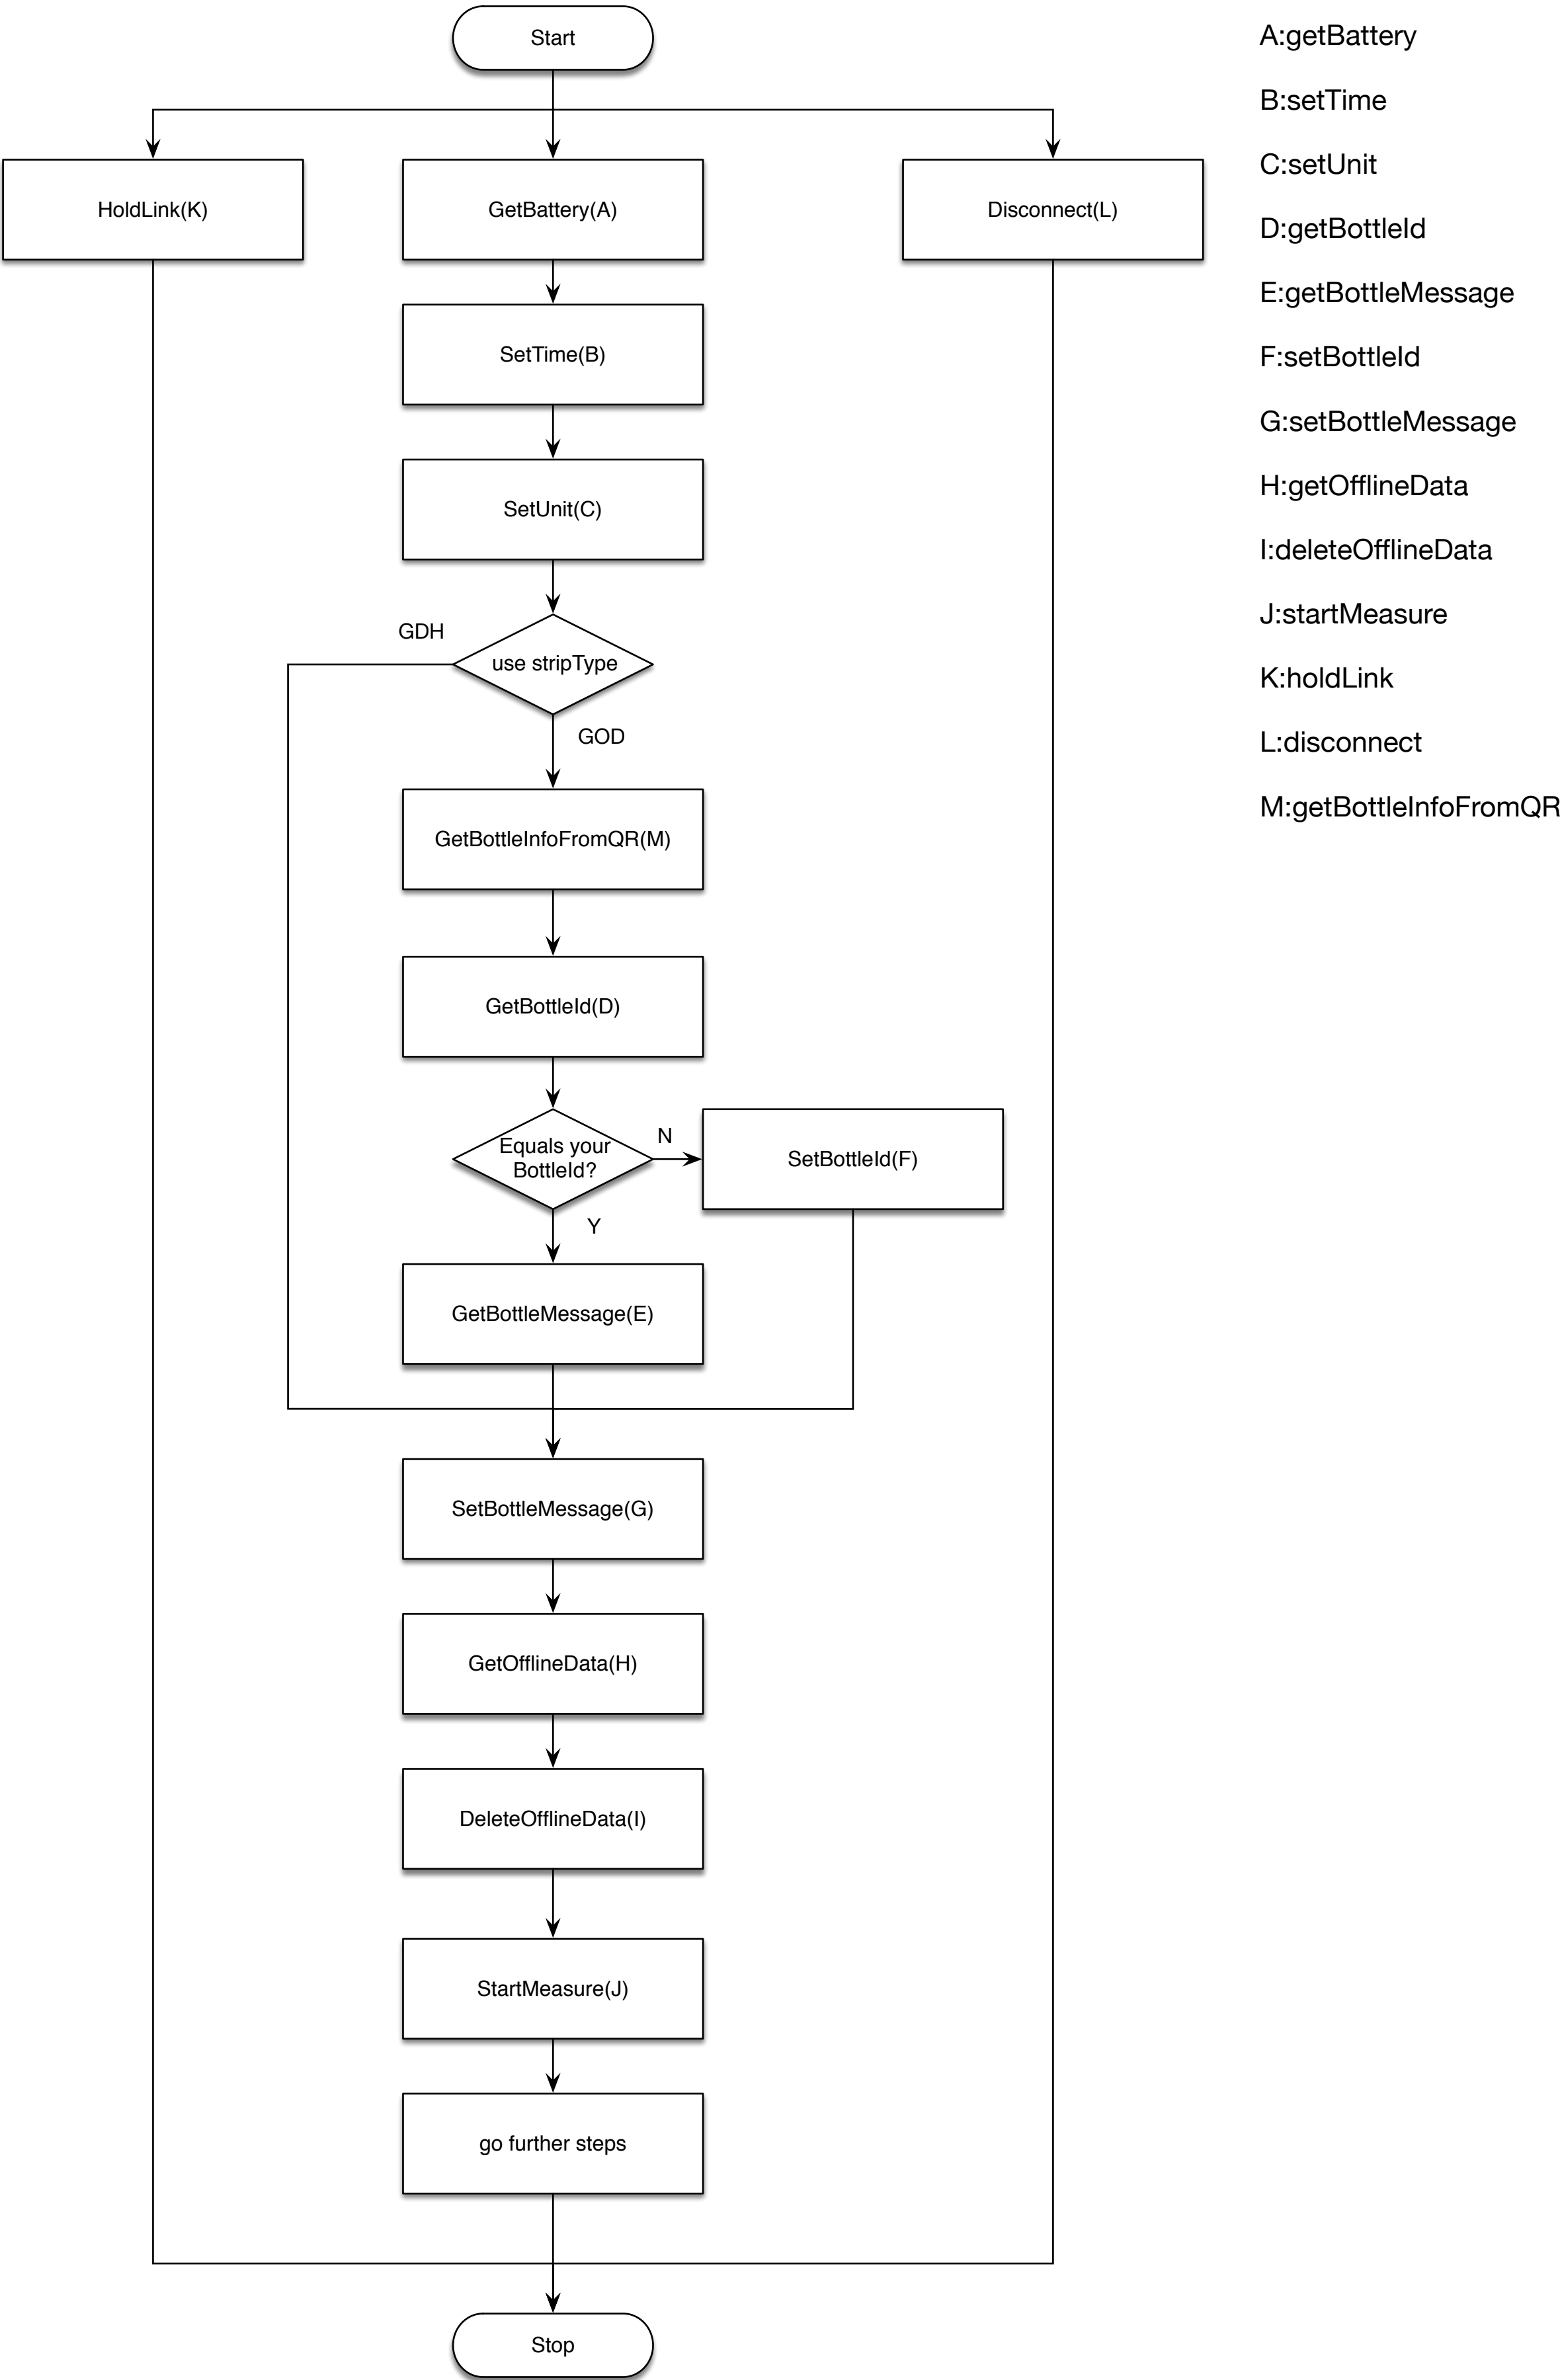 Start
HoldLink(K)
GetBattery(A)
Disconnect(L)
SetTime(B)
SetUnit(C)
GDH
use stripType
GOD
GetBottleInfoFromQR(M)
GetBottleId(D)
Equals your
BottleId?
N
SetBottleId(F)
Y
GetBottleMessage(E)
SetBottleMessage(G)
GetOfflineData(H)
DeleteOfflineData(I)
StartMeasure(J)
go further steps
Stop
A:getBattery
B:setTime
C:setUnit
D:getBottleId
E:getBottleMessage
F:setBottleId
G:setBottleMessage
H:getOfflineData
I:deleteOfflineData
J:startMeasure
K:holdLink
L:disconnect
M:getBottleInfoFromQR